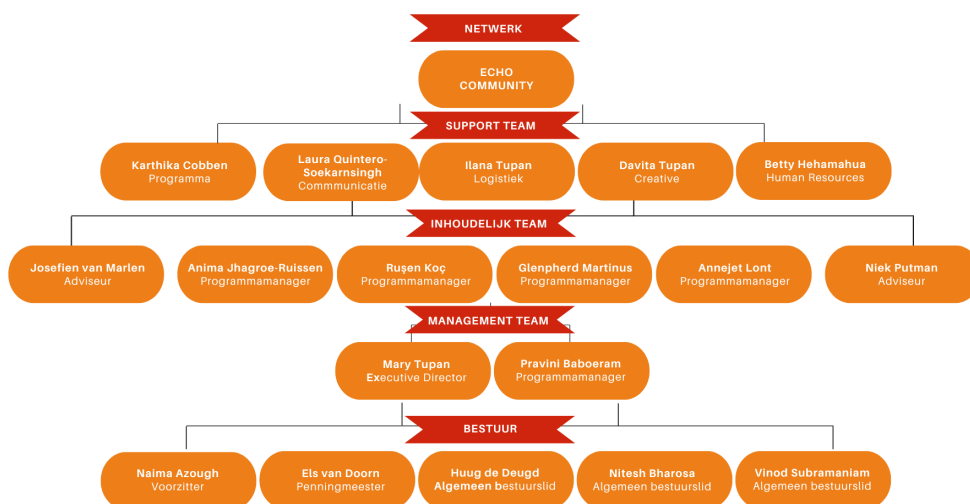 NETWERK
ECHO
COMMUNITY
SUPPORT TEAM
Karthika Cobben
Programma
Laura Quintero-
Soekarnsingh
Commmunicatie
Ilana Tupan
Logistiek
Davita Tupan
Creative
Betty Hehamahua
Human Resources
INHOUDELIJK TEAM
Josefien van Marlen
Adviseur
Anima Jhagroe-Ruissen
Programmamanager
Ruşen Koç
Programmamanager
Glenpherd Martinus
Programmamanager
Annejet Lont
Programmamanager
Niek Putman
Adviseur
MANAGEMENT TEAM
Mary Tupan
Executive Director
Pravini Baboeram
Programmamanager
BESTUUR
Naima Azough
Voorzitter
Els van Doorn
Penningmeester
Huug de Deugd
Algemeen bestuurslid
Nitesh Bharosa
Algemeen bestuurslid
Vinod Subramaniam
Algemeen bestuurslid